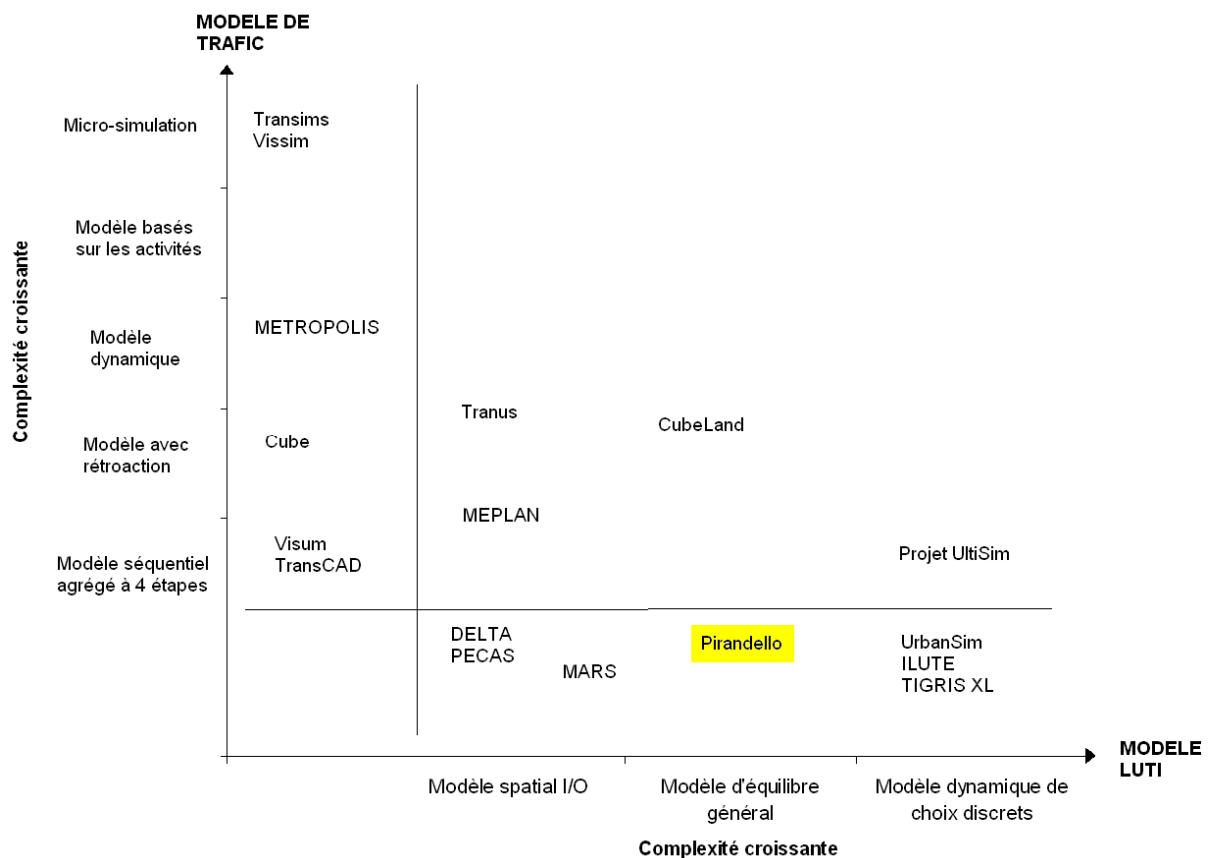 MODELE DE
TRAFIC
Complexité croissante
Micro-simulation
Transims
Vissim
Modèle basés
sur les activités
Modèle
dynamique
METROPOLIS
Modèle avec
rétroaction
Cube
Tranus
CubeLand
MEPLAN
Modèle séquentiel
agrégé à 4 étapes
Visum
TransCAD
Projet UltiSim
DELTA
PECAS
MARS
Pirandello
UrbanSim
ILUTE
TIGRIS XL
MODELE
LUTI
Modèle spatial I/O
Modèle d'équilibre
général
Modèle dynamique de
choix discrets
Complexité croissante